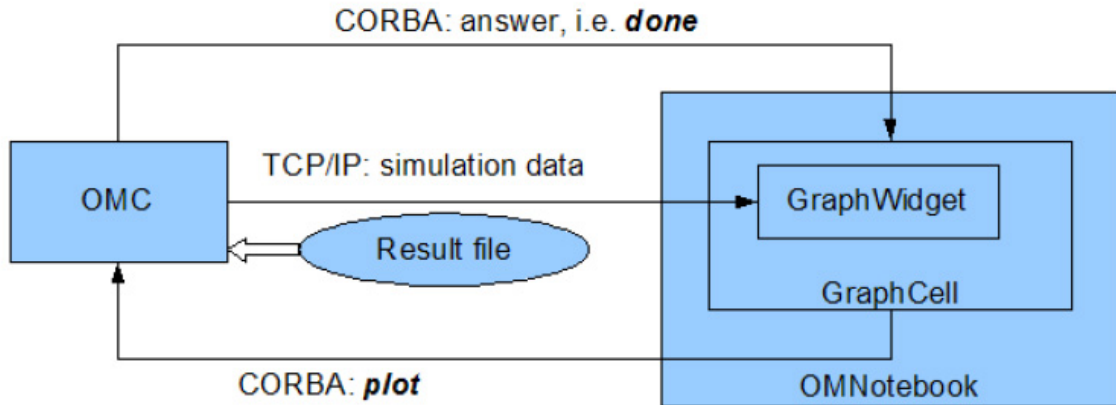 CORBA: answer, i.e. done
OMC
TCP/IP: simulation data
GraphWidget
Result file
GraphCell
CORBA: plot
OMNotebook